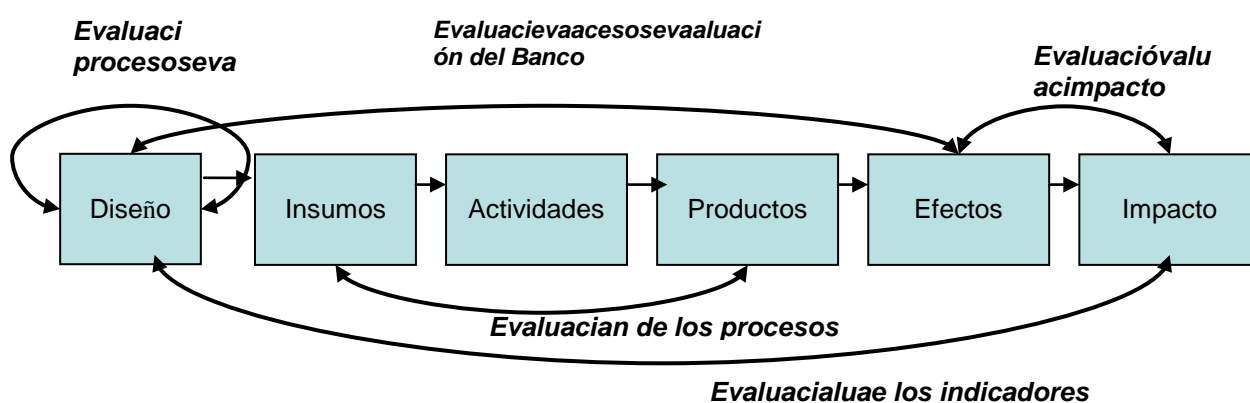 Evaluaci
procesoseva
Evaluacievaacesosevaaluaci
ón del Banco
Evaluacióvalu
acimpacto
Diseño
Insumos
Actividades
Productos
Efectos
Impacto
Evaluacian de los procesos
Evaluacialuae los indicadores